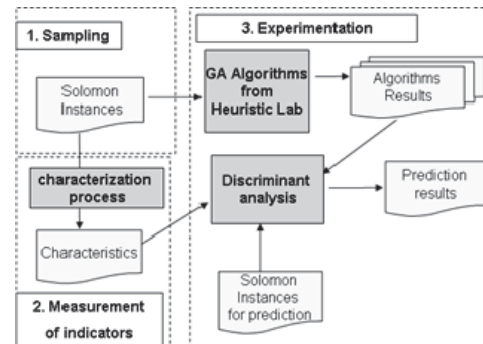 1. Sampling
3. Experimentation
Solomon
Instances
GA Algorithms
from
Heuristic Lab
Algorithms
Results
characterization
process
Discriminant
analysis
Prediction
results
Characteristics
Solomon
Instances
for prediction
2. Measurement
of indicators